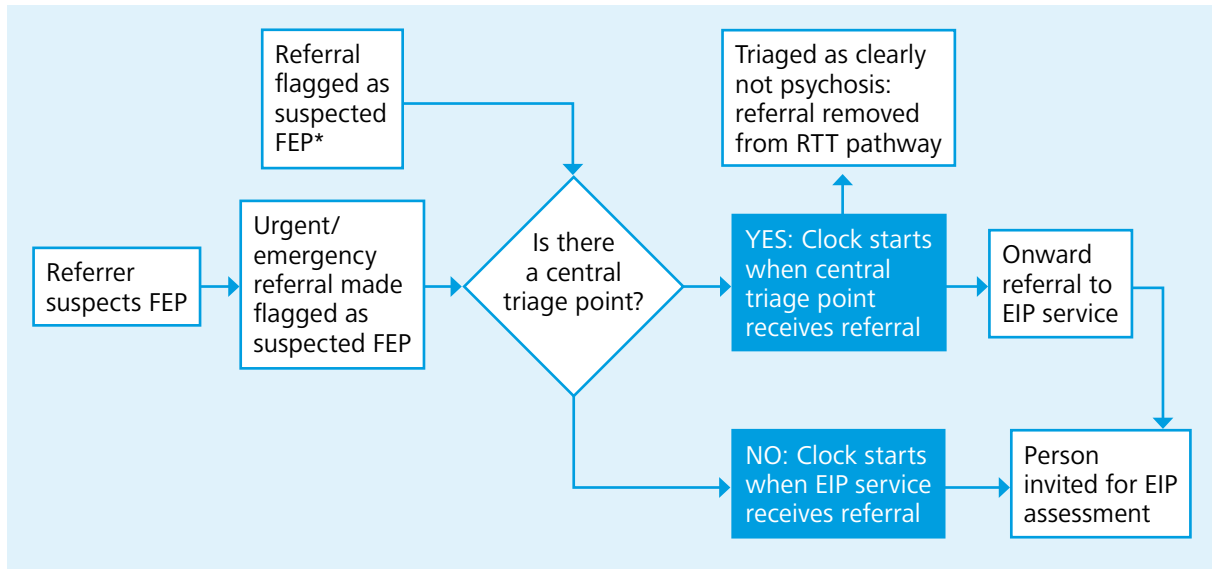 Referral
flagged as
suspected
FEP*
Triaged as clearly
not psychosis:
referral removed
from RTT pathway
Referrer
suspects FEP
Urgent/
emergency
referral made
flagged as
suspected FEP
Is there
a central
triage point?
YES: Clock starts
when central
triage point
receives referral
Onward
referral to
EIP service
NO: Clock starts
when EIP service
receives referral
Person
invited for EIP
assessment